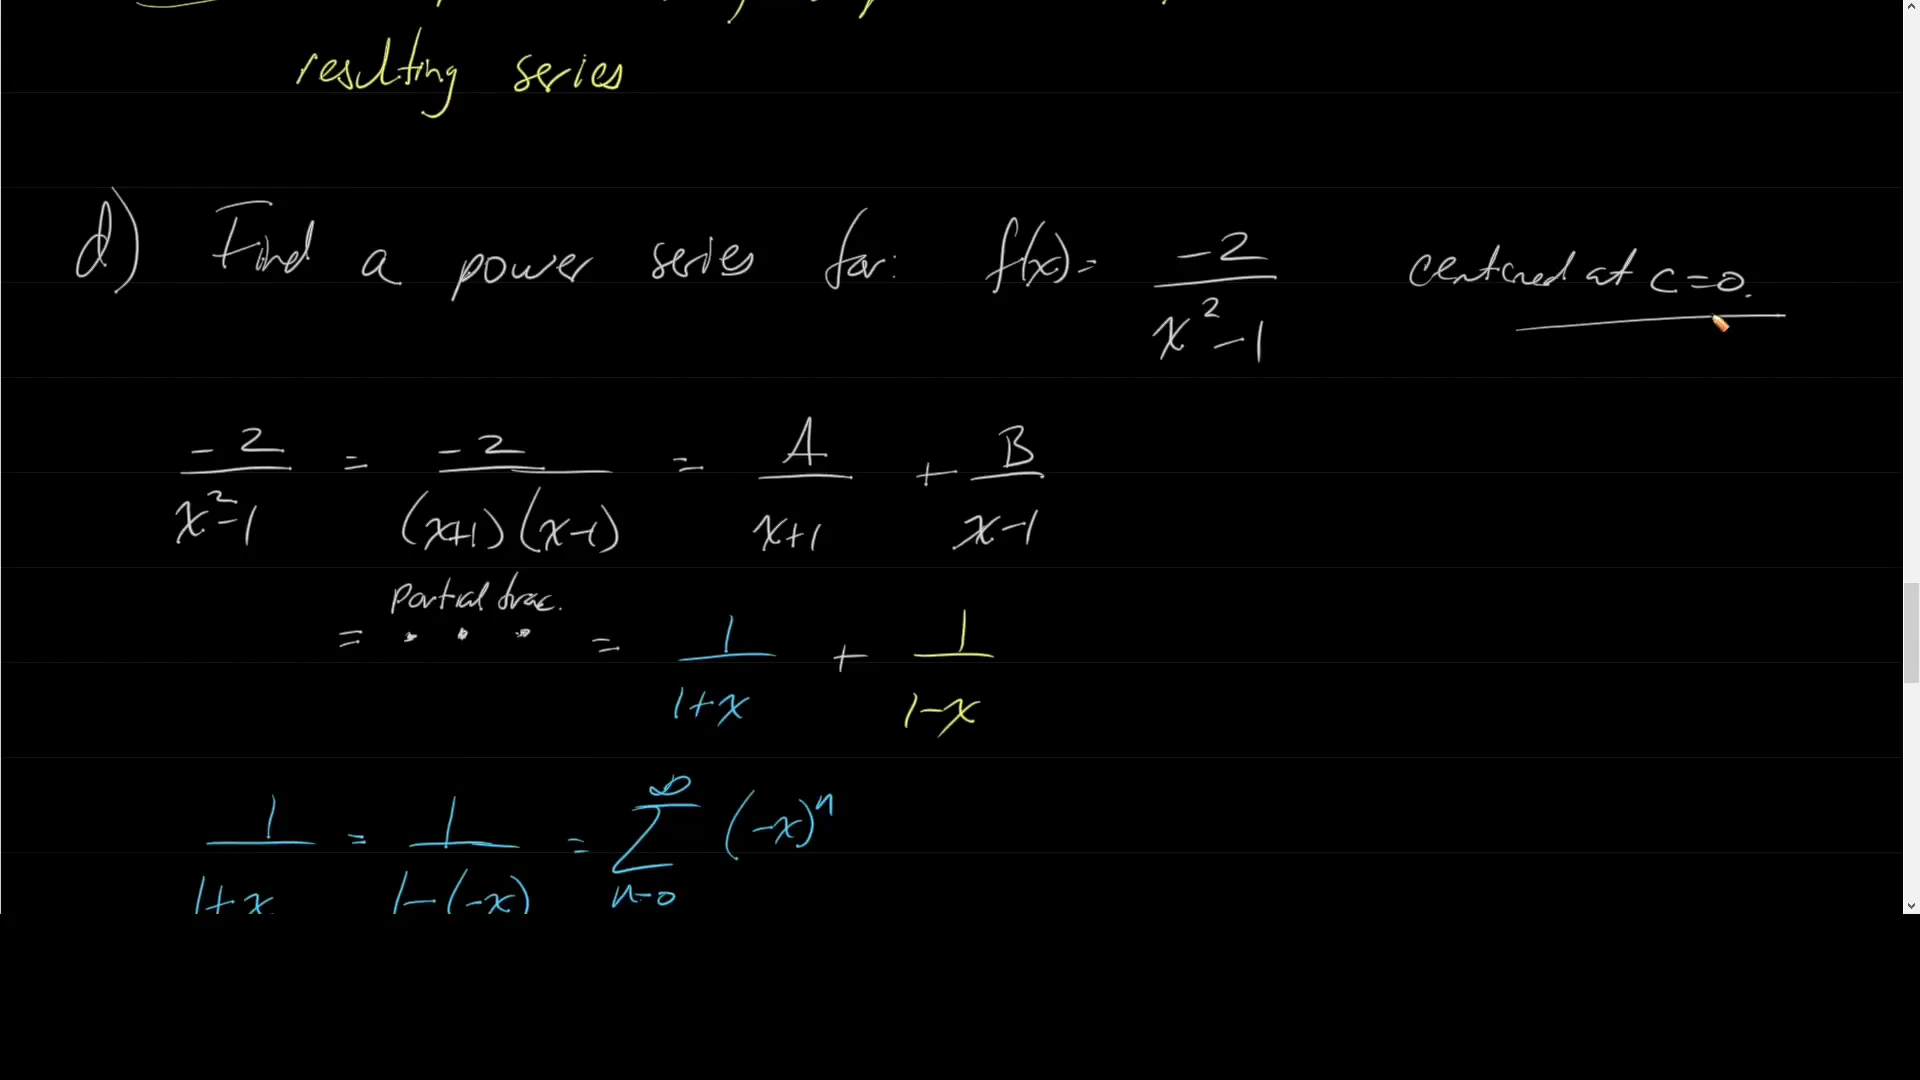 resulting series
d) Find a power series for: f(x) = -2 / (x² - 1) centered at c = 0.
-2 / (x² - 1) = -2 / ((x+1)(x-1)) = A / (x+1) + B / (x-1)
partial frac.
= . . . = 1 / (1+x) + 1 / (1-x)
1 / (1+x) = 1 / (1-(-x)) = ∑_{n=0}^{∞} (-x)^n